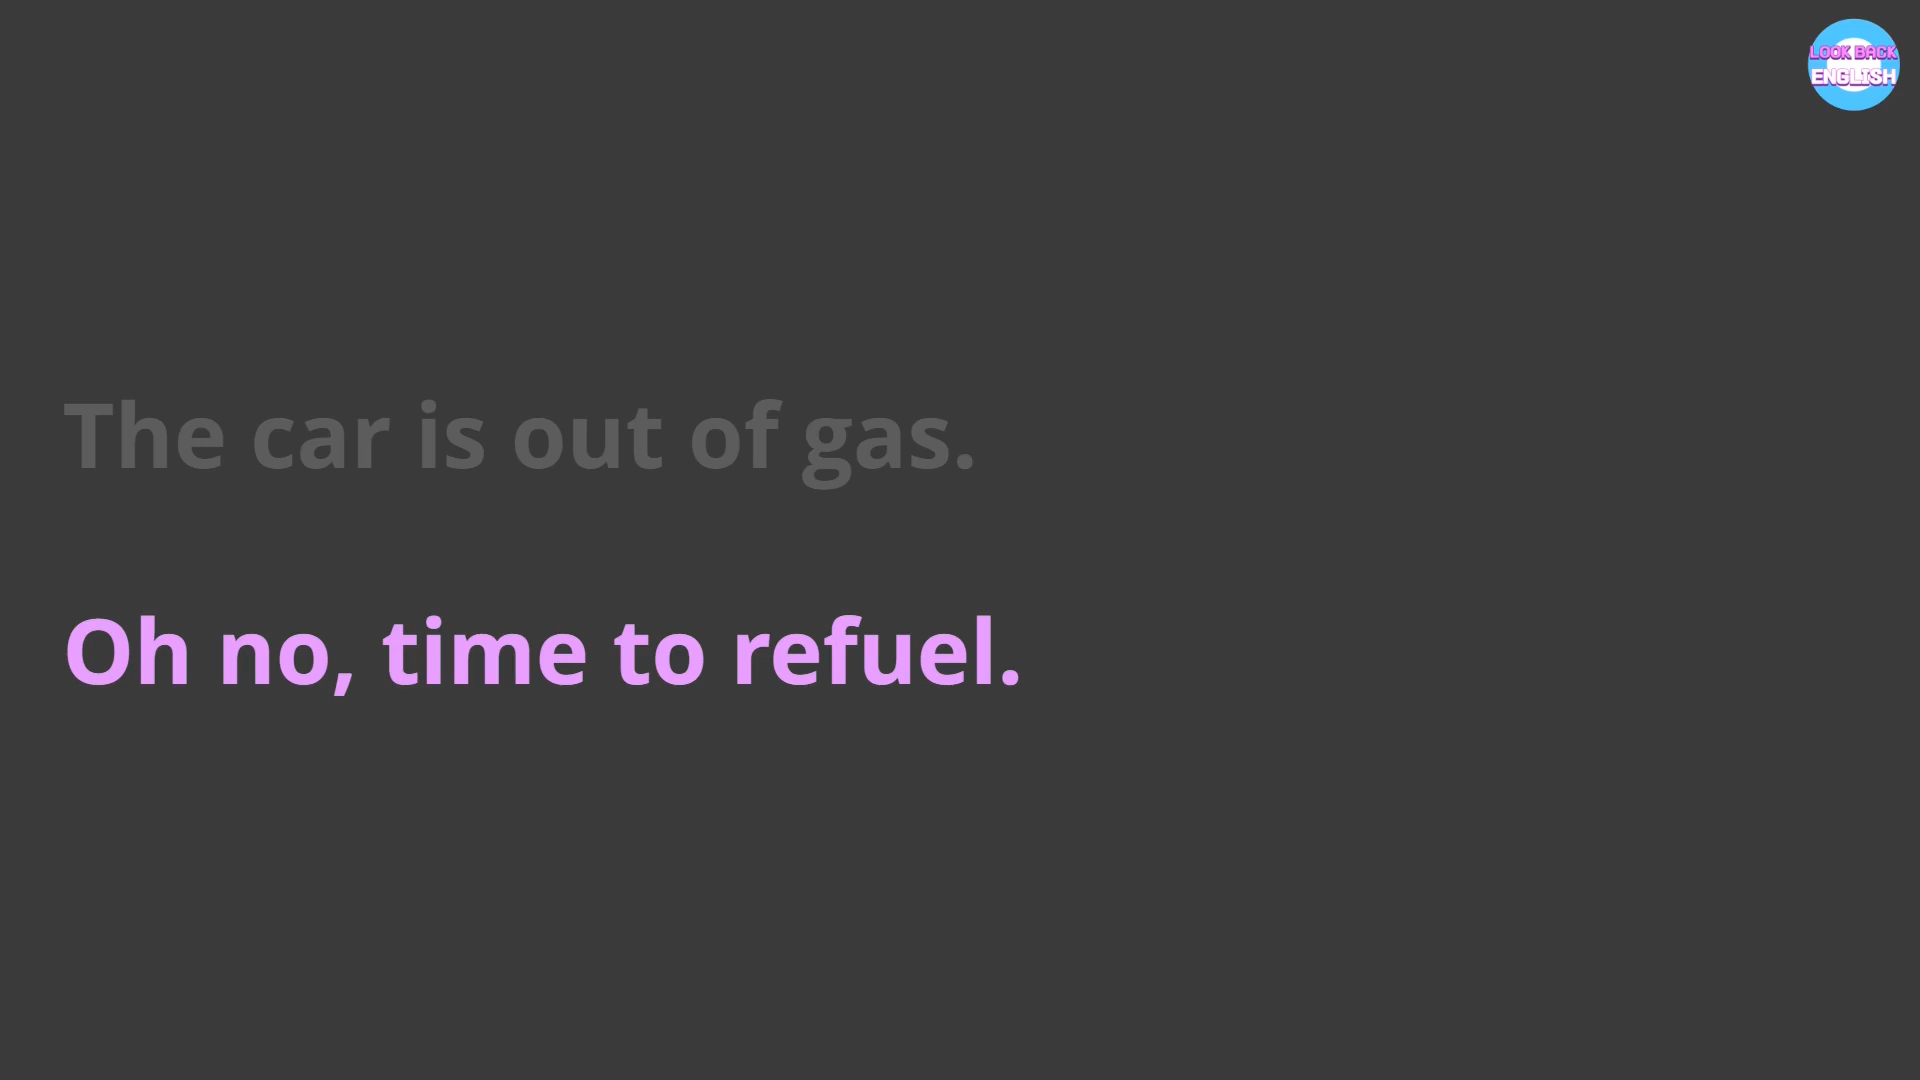 LOOK BACK
ENGLISH
The car is out of gas.
Oh no, time to refuel.